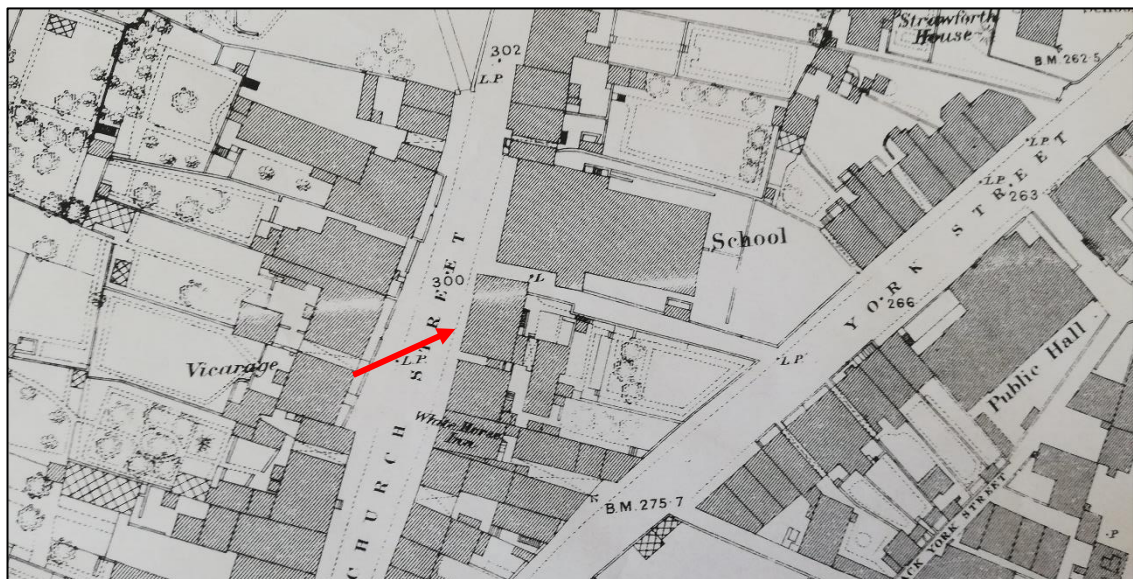 Strawforth
House
302
L.P
B.M. 262·5
L.P.
L.P.
263
School
300
L
YORK STREET
266
Vicarage
L.P.
L.P.
Public Hall
White Horse
Inn
CHURCH STREET
B.M. 275·7
YORK STREET
P